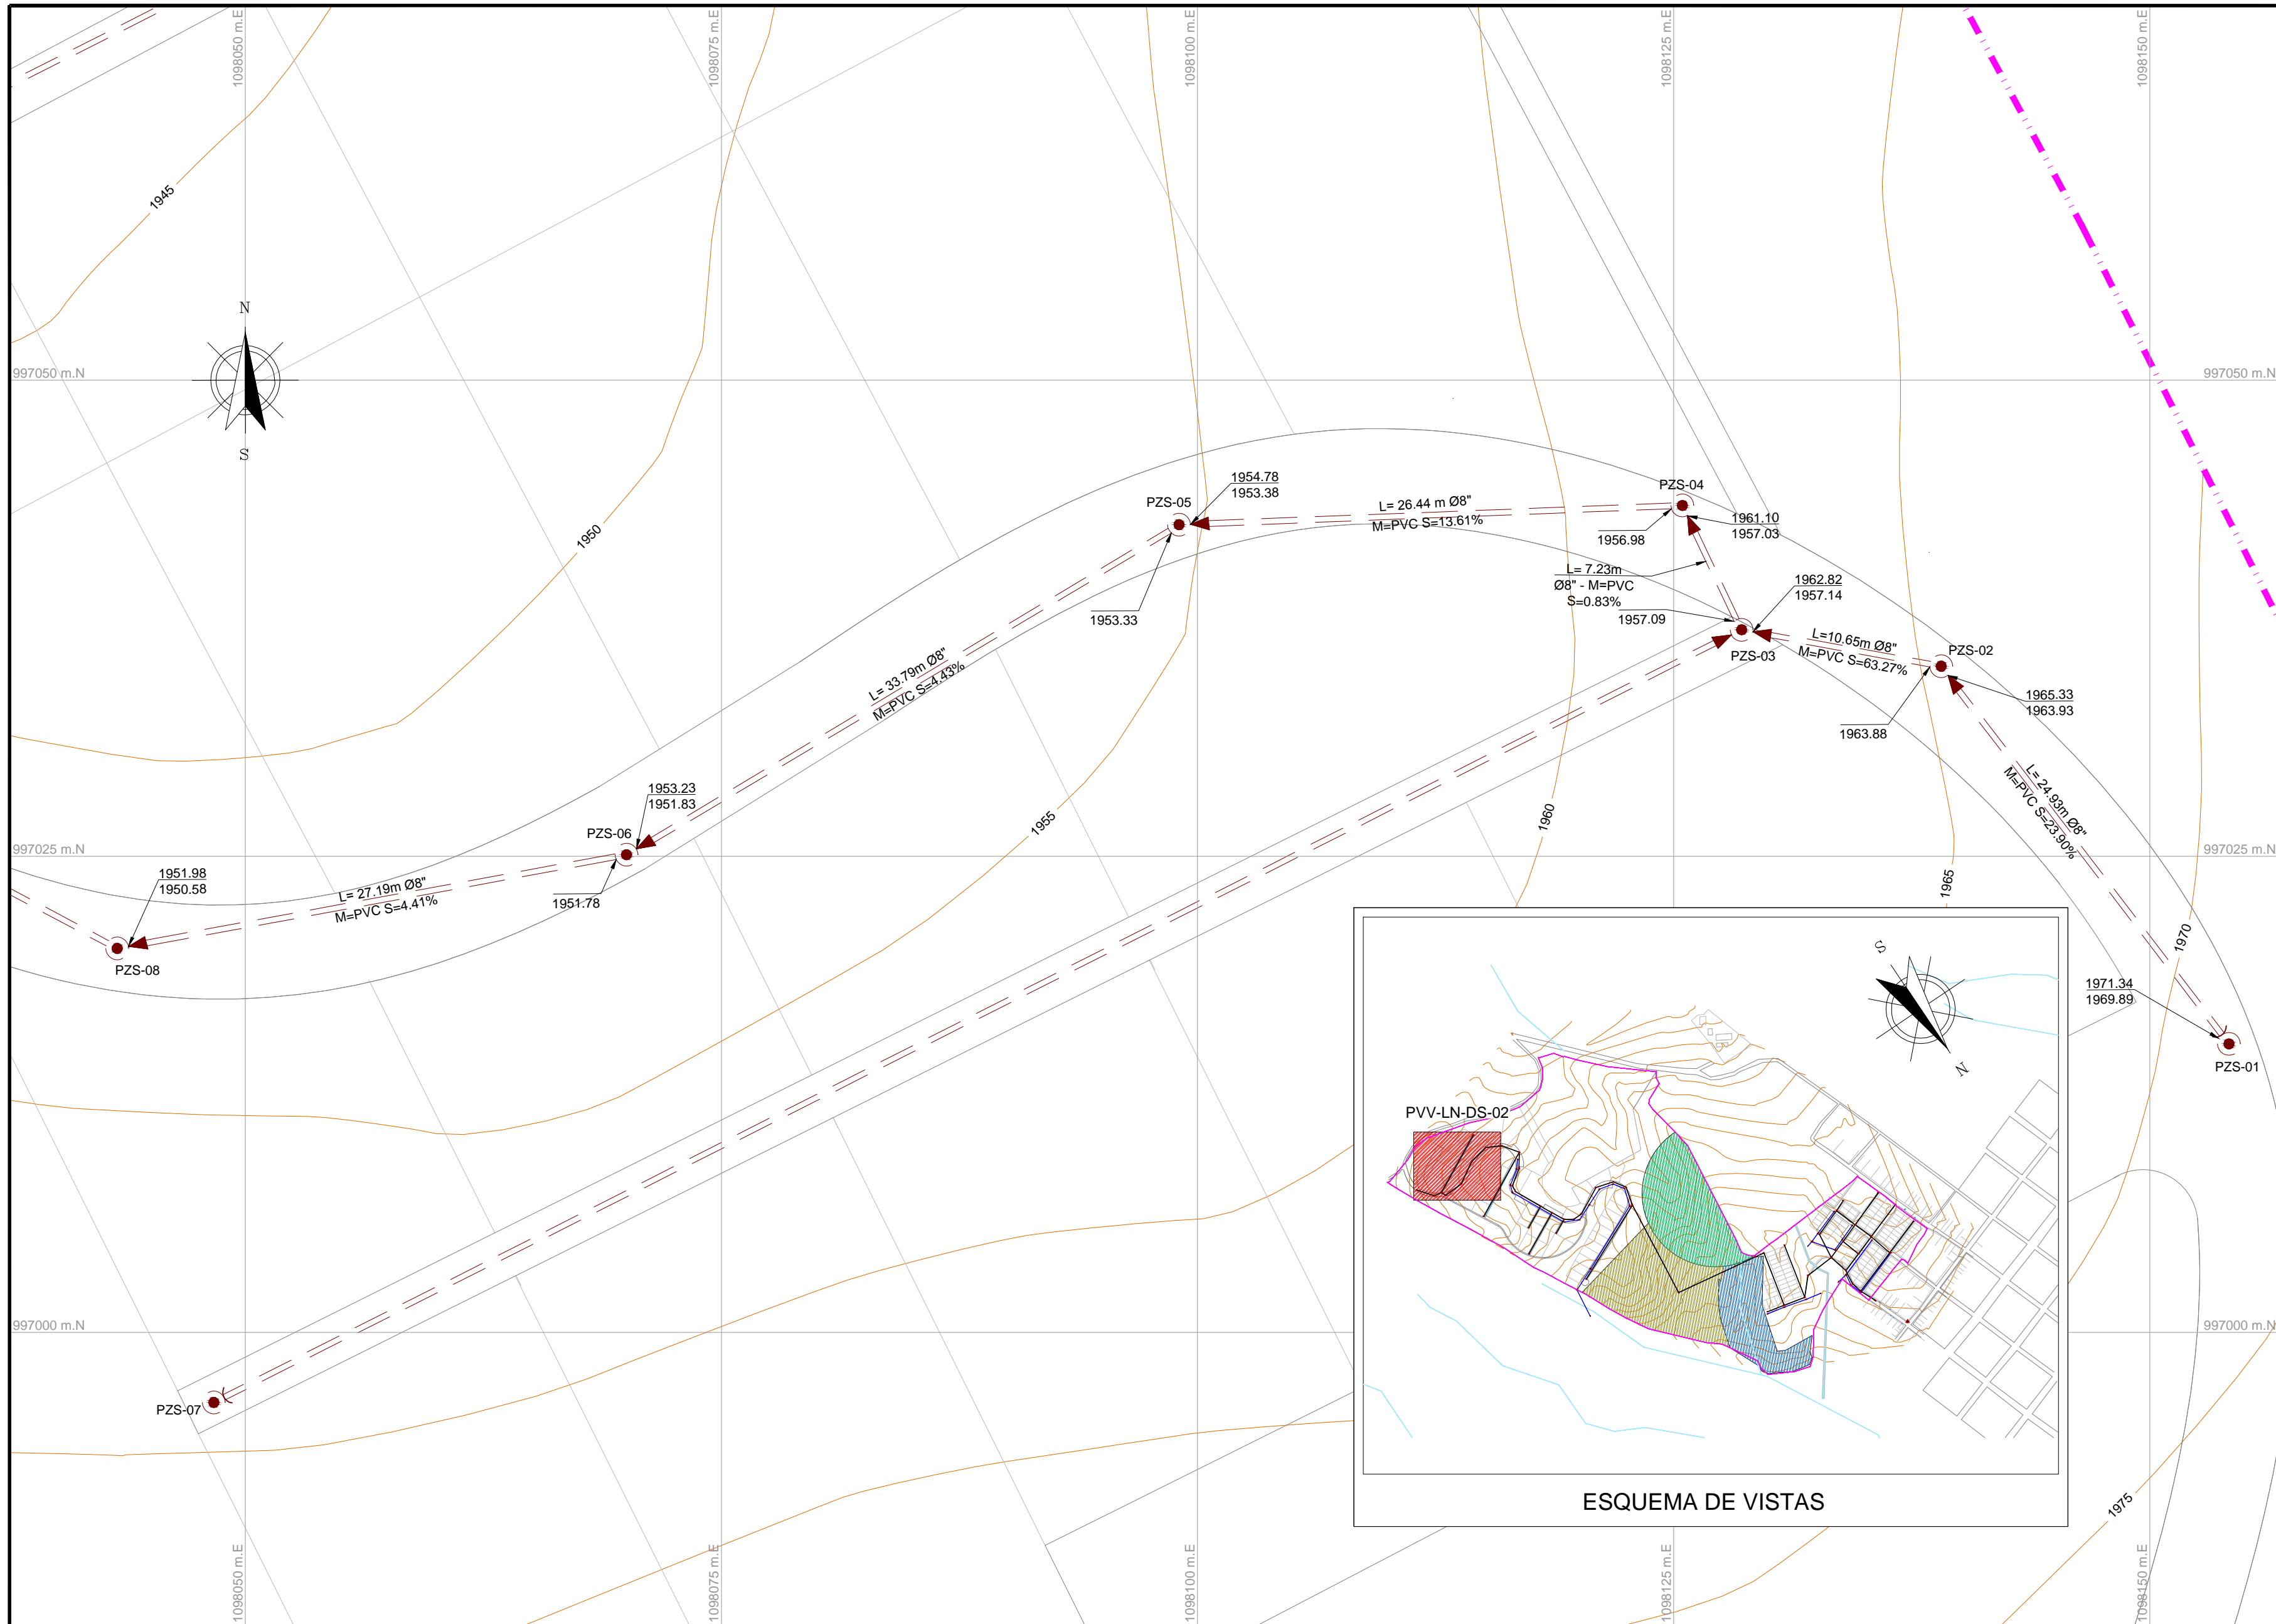 1098050 m.E
1098075 m.E
1098100 m.E
1098125 m.E
1098150 m.E
1945
N
S
997050 m.N
997050 m.N
1950
PZS-05
1954.78
1953.38
1953.33
L= 26.44 m Ø8"
M=PVC S=13.61%
PZS-04
1956.98
1961.10
1957.03
L= 7.23m
Ø8" - M=PVC
S=0.83%
1957.09
1962.82
1957.14
PZS-03
L=10.65m Ø8"
M=PVC S=63.27%
PZS-02
1965.33
1963.93
1963.88
L= 33.79m Ø8"
M=PVC S=4.43%
1953.23
1951.83
PZS-06
1951.78
1955
1960
1965
1970
L= 24.93m Ø8"
M=PVC S=23.90%
997025 m.N
997025 m.N
1951.98
1950.58
L= 27.19m Ø8"
M=PVC S=4.41%
PZS-08
1971.34
1969.89
PZS-01
S
N
PVV-LN-DS-02
997000 m.N
997000 m.N
PZS-07
ESQUEMA DE VISTAS
1975
1098050 m.E
1098075 m.E
1098100 m.E
1098125 m.E
1098150 m.E